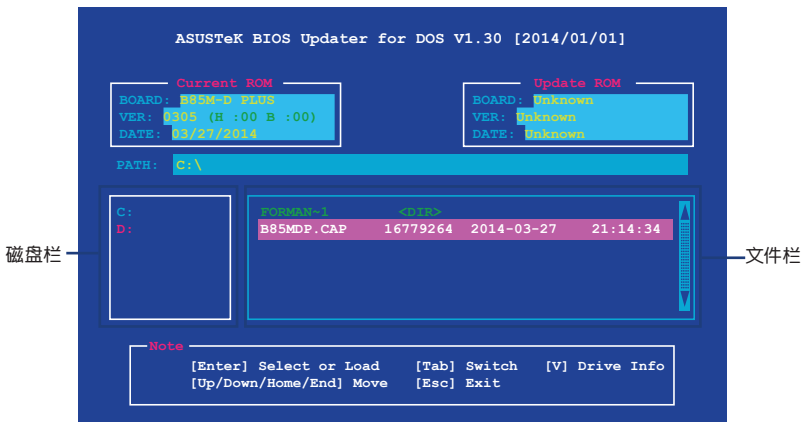 ASUSTeK BIOS Updater for DOS V1.30 [2014/01/01]
Current ROM
BOARD: B85M-D PLUS
VER: 0305 (H :00 B :00)
DATE: 03/27/2014
Update ROM
BOARD: Unknown
VER: Unknown
DATE: Unknown
PATH: C:\
C:
D:
FORMAN~1 <DIR>
B85MDP.CAP 16779264 2014-03-27 21:14:34
磁盘栏
文件栏
Note
[Enter] Select or Load [Tab] Switch [V] Drive Info
[Up/Down/Home/End] Move [Esc] Exit